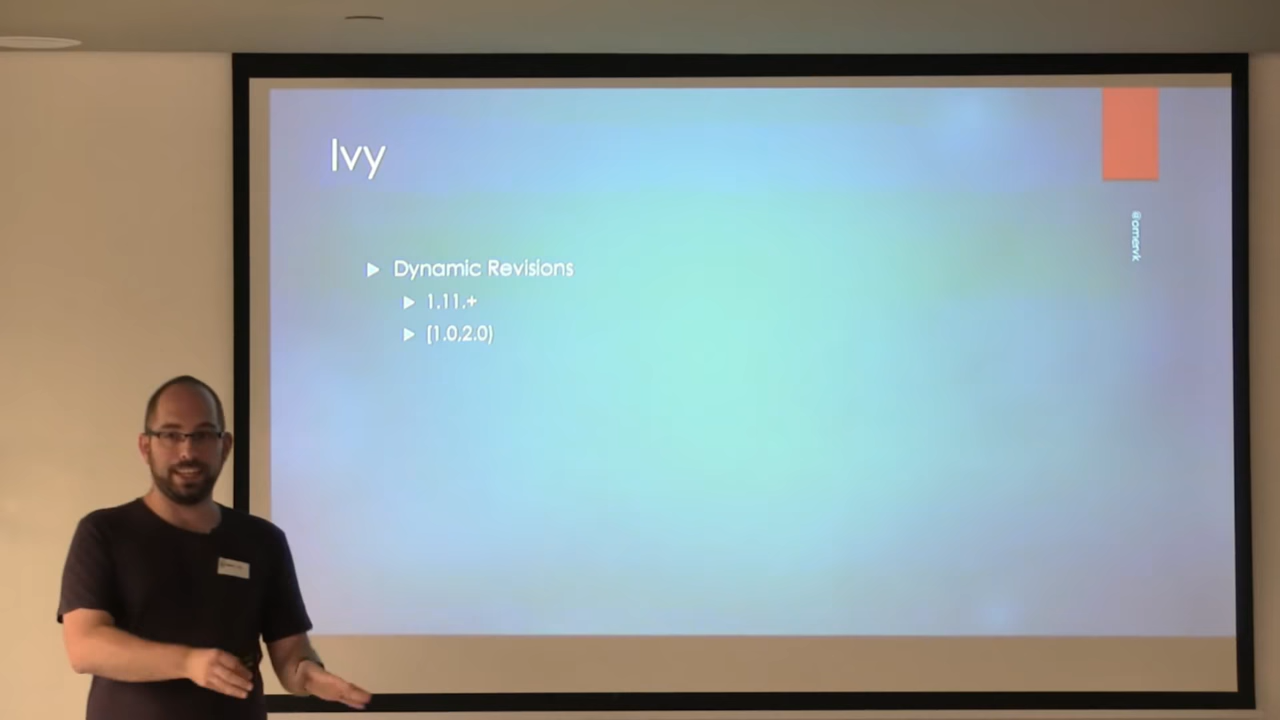 Ivy
@omervk
Dynamic Revisions
1.11.+
[1.0,2.0)